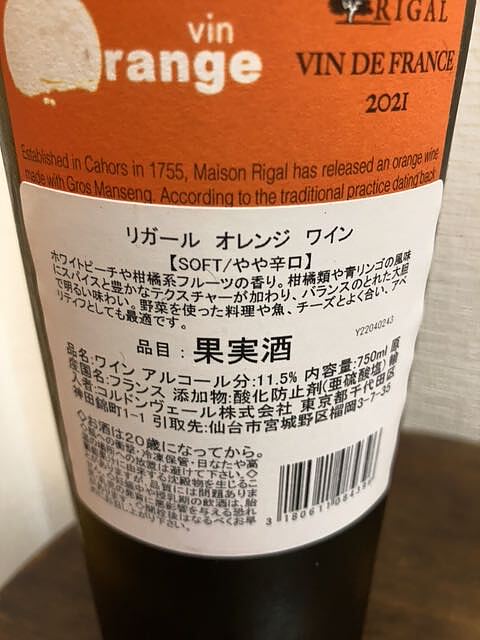 vin
Orange
RIGAL
VIN DE FRANCE
2021
Established in Cahors in 1755, Maison Rigal has released an orange wine
made with Gros Manseng. According to the traditional practice dating back
リガール オレンジ ワイン
【SOFT/やや辛口】
ホワイトピーチや柑橘系フルーツの香り。柑橘類や青リンゴの風味
にスパイスと豊かなテクスチャーが加わり、バランスのとれた大胆
で明るい味わい。野菜を使った料理や魚、チーズとよく合い、アペ
リティフとしても最適です。
Y22040243
品目：果実酒
品名:ワイン アルコール分:11.5% 内容量:750ml 原
産国名:フランス 添加物:酸化防止剤(亜硫酸塩) 輸
入者:コルドンヴェール株式会社 東京都千代田区
神田錦町1-1 引取先:仙台市宮城野区福岡3-7-35
◇お酒は20歳になってから。